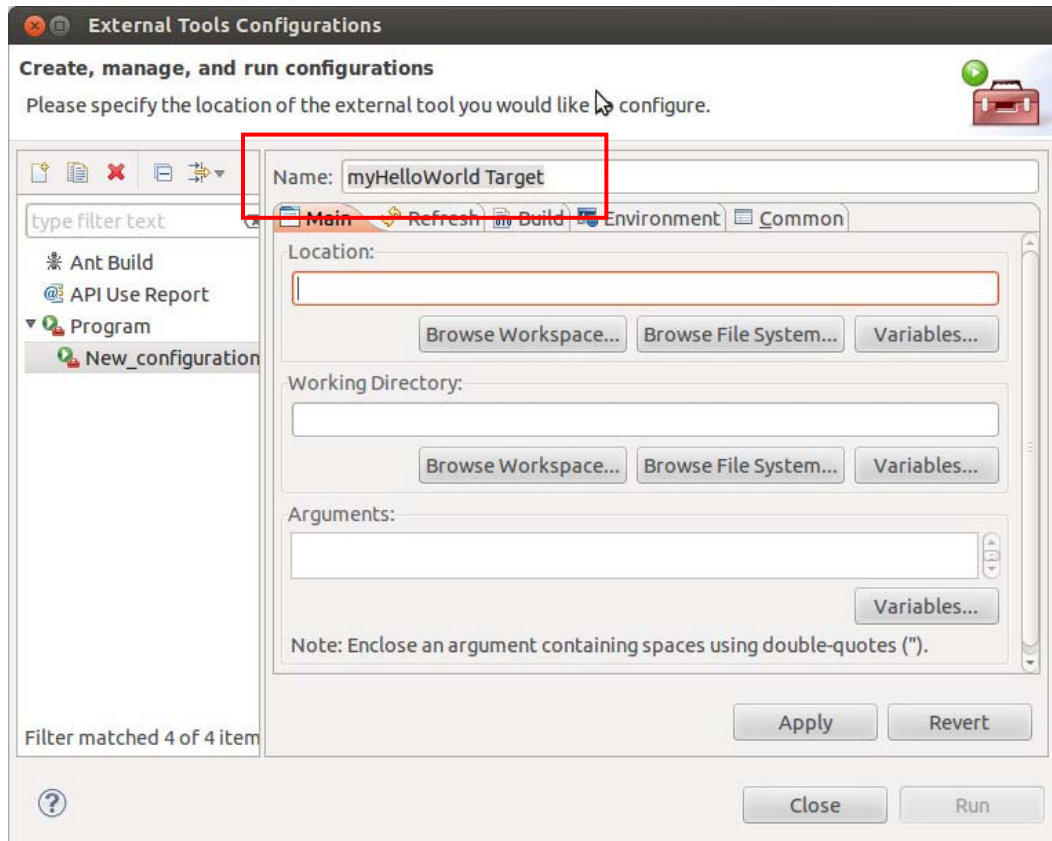 External Tools Configurations
Create, manage, and run configurations
Please specify the location of the external tool you would like configure.
type filter text
Ant Build
API Use Report
Program
New_configuration
Filter matched 4 of 4 item
Name: myHelloWorld Target
Main Refresh Build Environment Common
Location:
Browse Workspace... Browse File System... Variables...
Working Directory:
Browse Workspace... Browse File System... Variables...
Arguments:
Variables...
Note: Enclose an argument containing spaces using double-quotes (").
Apply Revert
Close Run